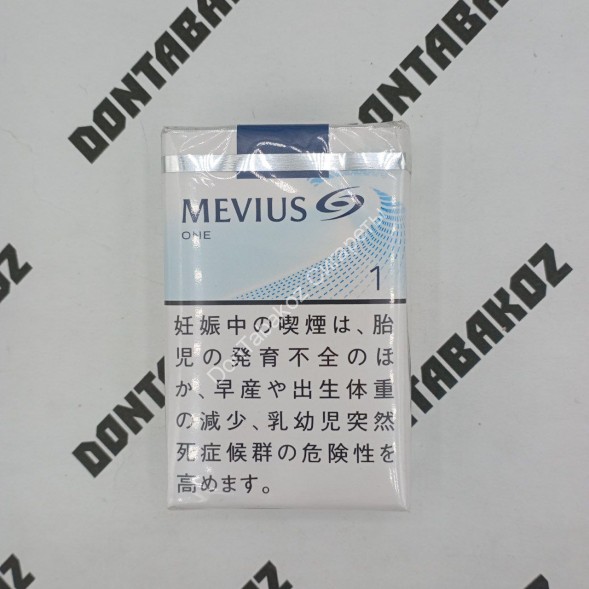 DONTABAKOZ
DONTABAKOZ
MEVIUS
ONE
1
DonTabakoz Сигареты
妊娠中の喫煙は、胎
児の発育不全のほ
か、早産や出生体重
の減少、乳幼児突然
死症候群の危険性を
高めます。
DONTABAKOZ
DONTABAKOZ